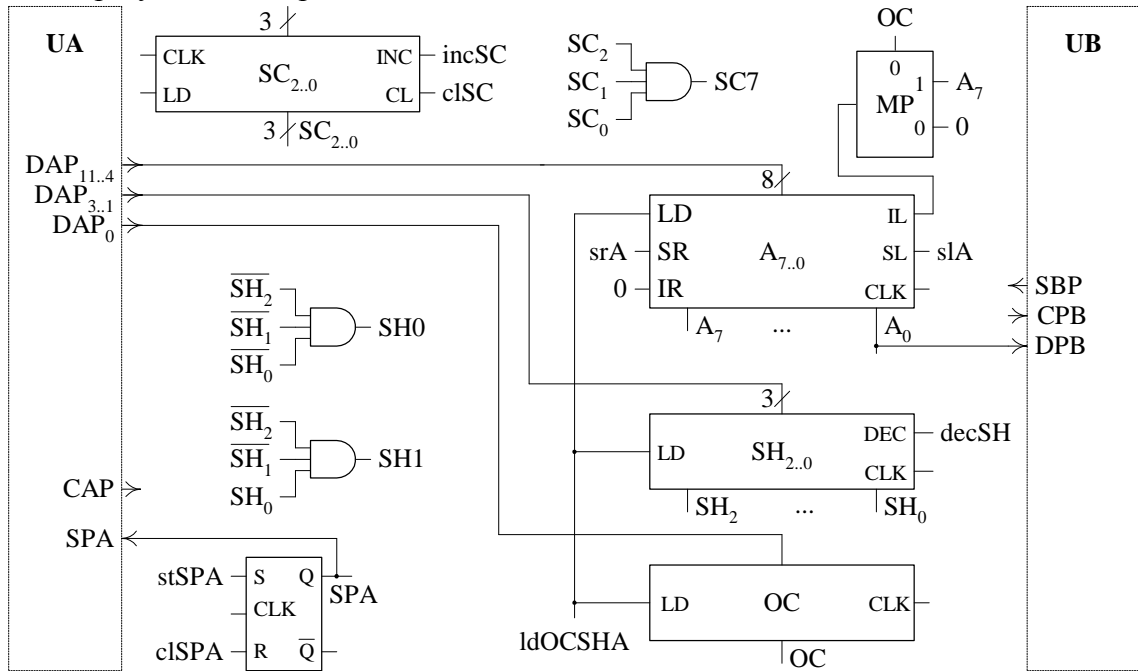 UA
UB
3
CLK
INC
incSC
LD
SC2..0
CL
clSC
3
SC2..0
SC2
SC1
SC0
SC7
OC
0
1
A7
MP
0
0
DAP11..4
DAP3..1
DAP0
8
LD
IL
srA
SR
A7..0
SL
slA
0
IR
CLK
A7
...
A0
SBP
CPB
DPB
SH2
SH1
SH0
SH0
SH2
SH1
SH0
SH1
3
DEC
decSH
LD
SH2..0
CLK
SH2
...
SH0
CAP
SPA
stSPA
S
Q
SPA
CLK
clSPA
R
Q
LD
OC
CLK
ldOCSHA
OC